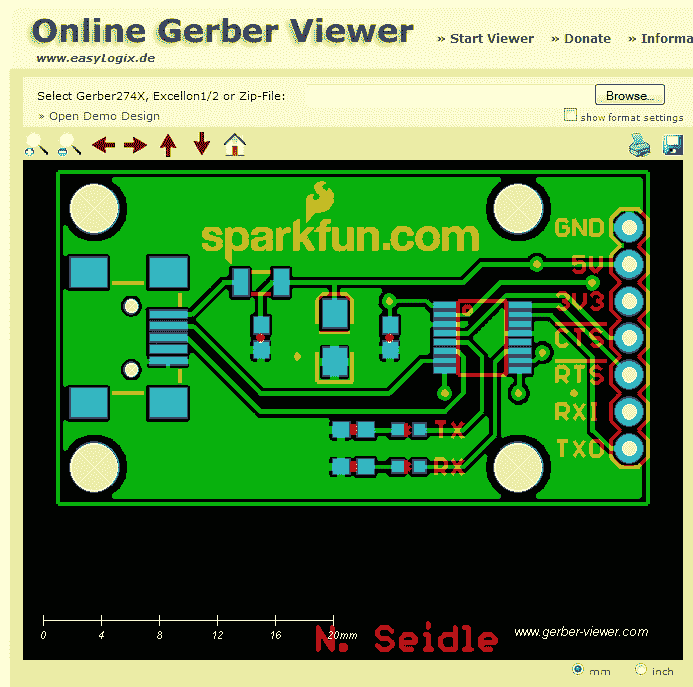 Online Gerber Viewer
www.easyLogix.de
» Start Viewer » Donate » Informa
Select Gerber274X, Excellon1/2 or Zip-File:
Browse...
» Open Demo Design
show format settings
sparkfun.com
GND
5V
3V3
CTS
RTS
RXI
TXO
TX
RX
0 4 8 12 16 20mm
N. Seidle
www.gerber-viewer.com
mm inch